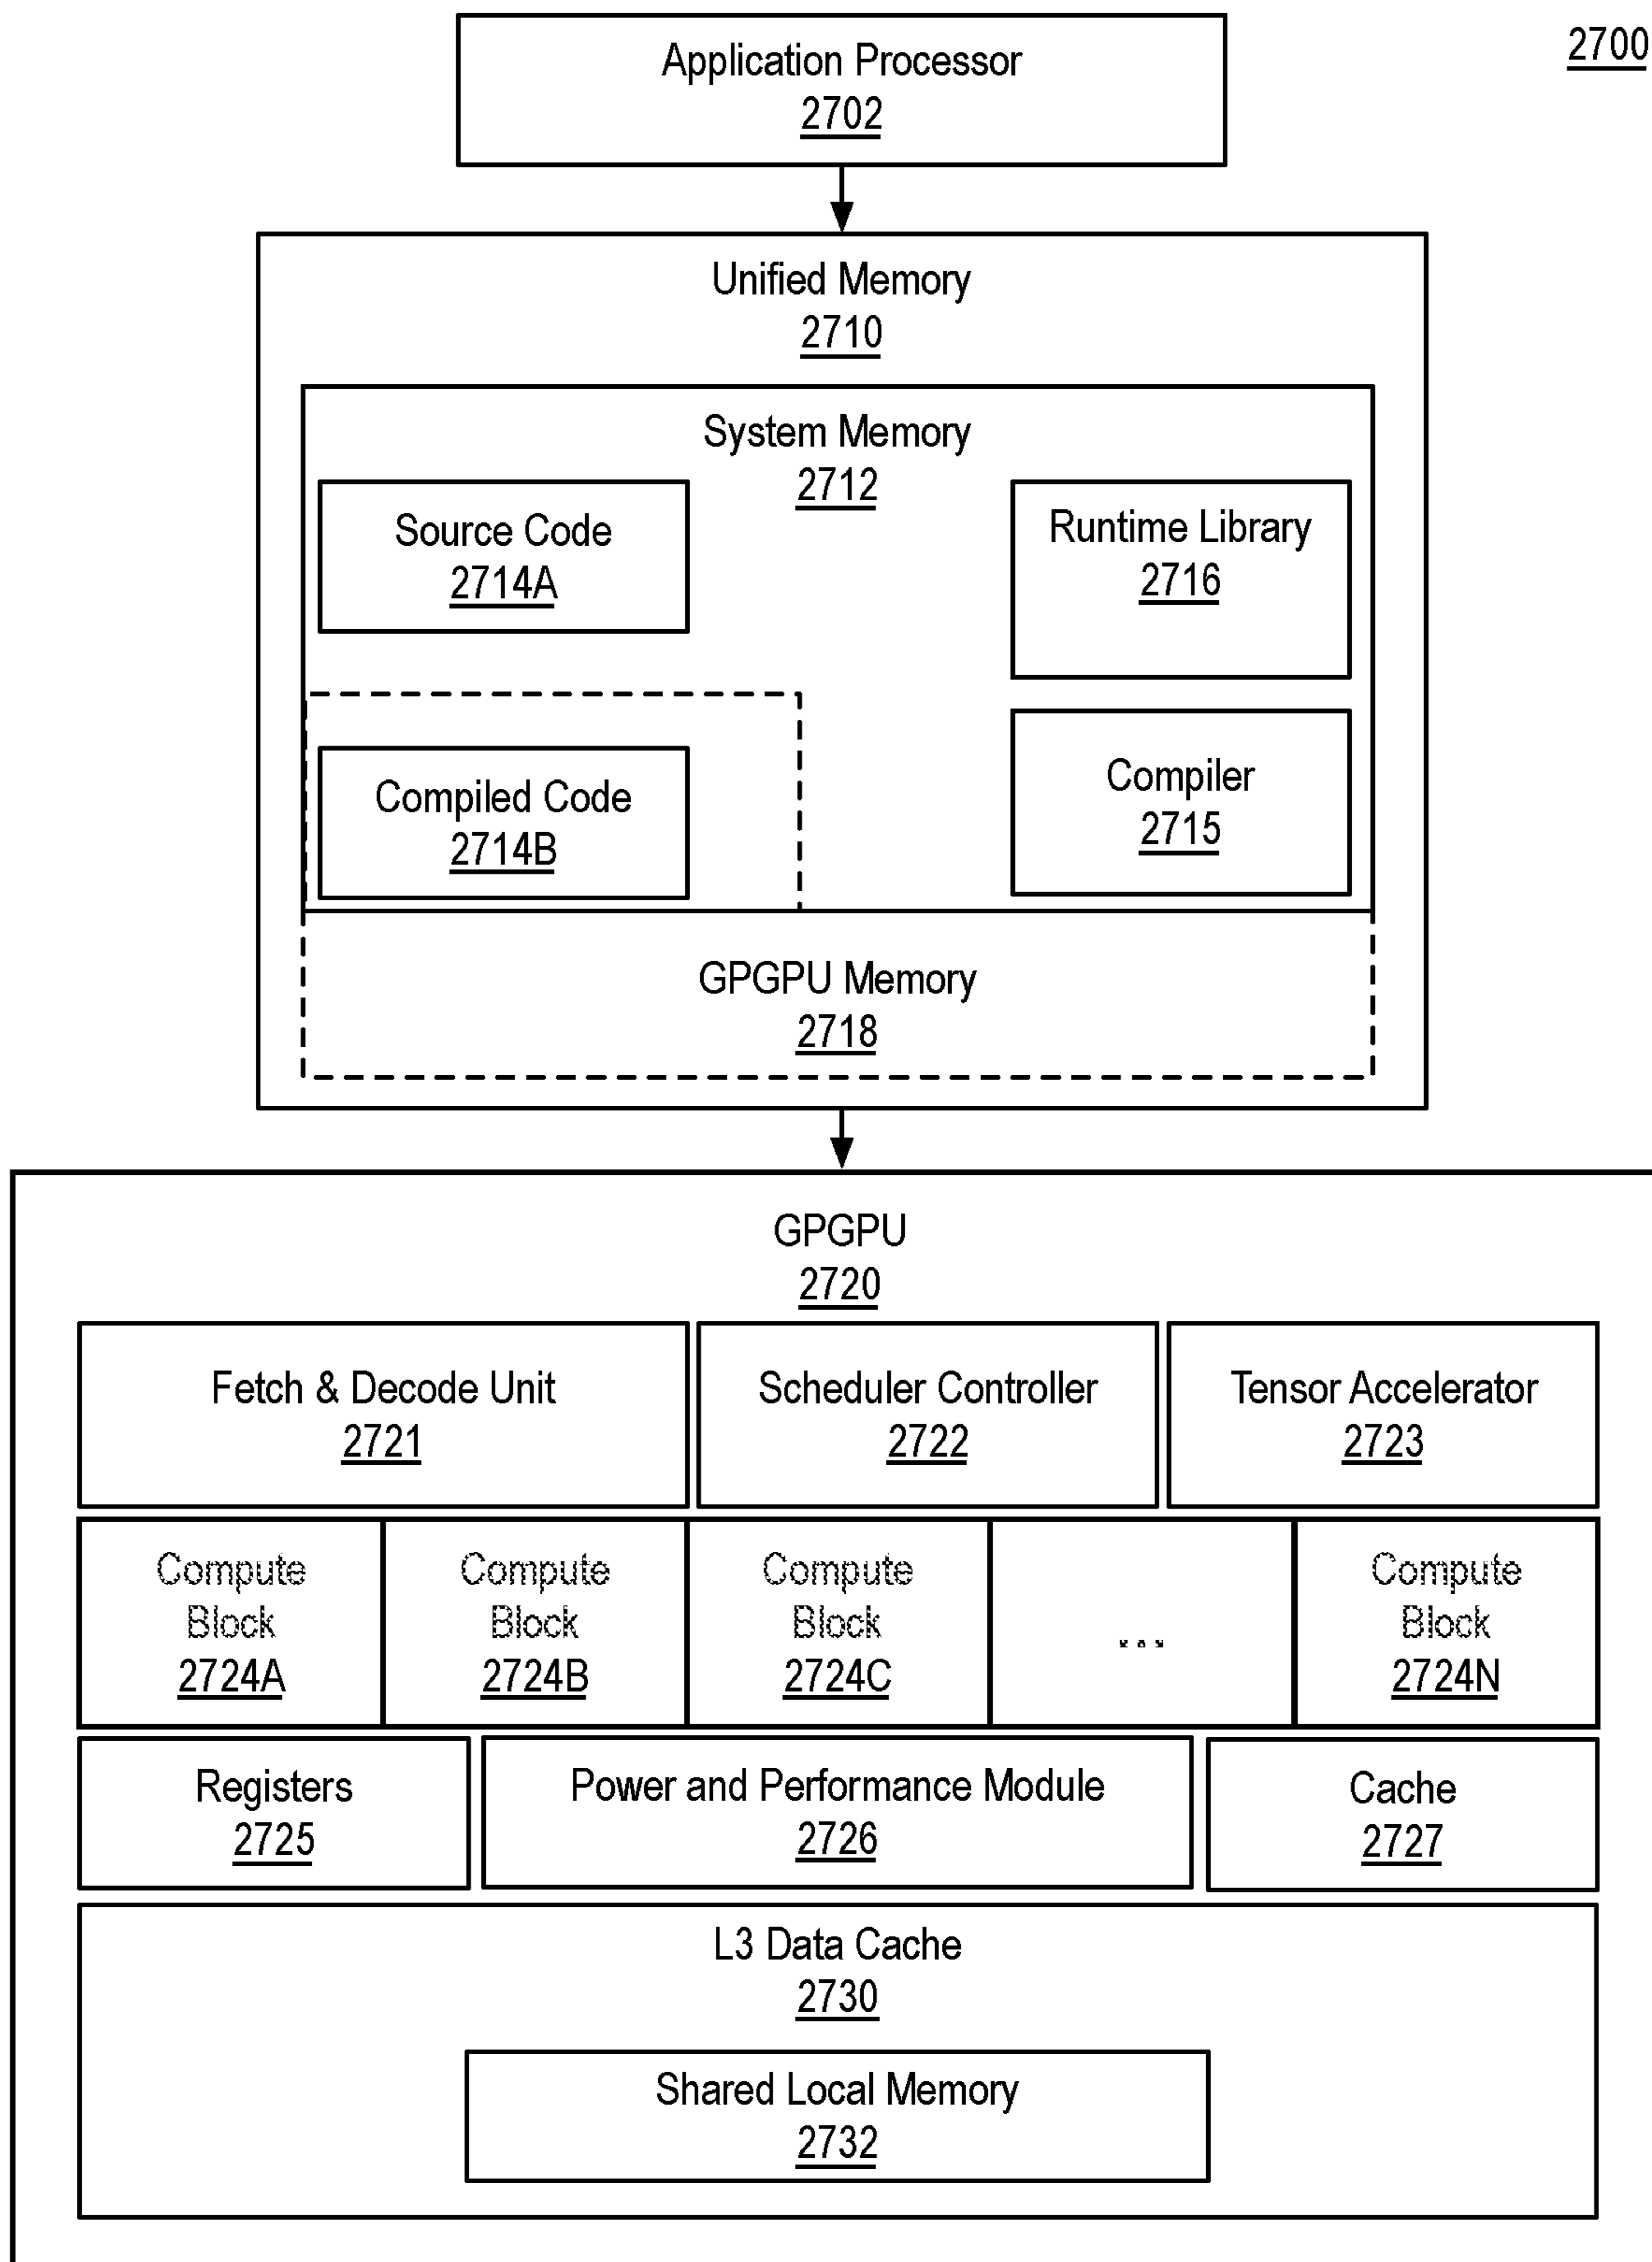 2700
Application Processor
2702
Unified Memory
2710
System Memory
2712
Source Code
2714A
Runtime Library
2716
Compiled Code
2714B
Compiler
2715
GPGPU Memory
2718
GPGPU
2720
Fetch & Decode Unit
2721
Scheduler Controller
2722
Tensor Accelerator
2723
Compute
Block
2724A
Compute
Block
2724B
Compute
Block
2724C
...
Compute
Block
2724N
Registers
2725
Power and Performance Module
2726
Cache
2727
L3 Data Cache
2730
Shared Local Memory
2732